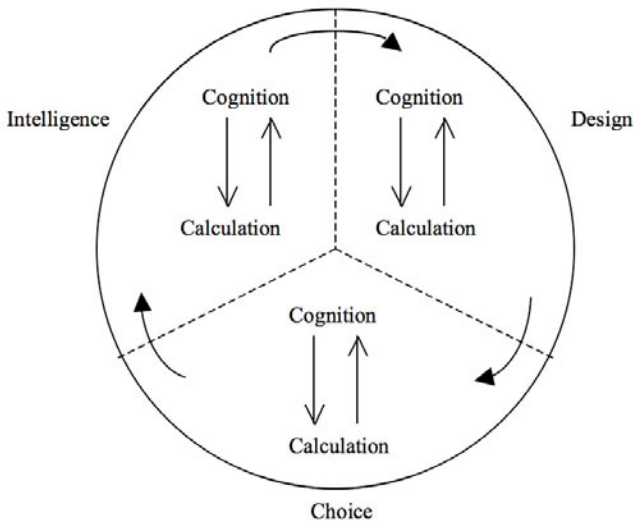 Cognition
Cognition
Intelligence
Design
Calculation
Calculation
Cognition
Calculation
Choice